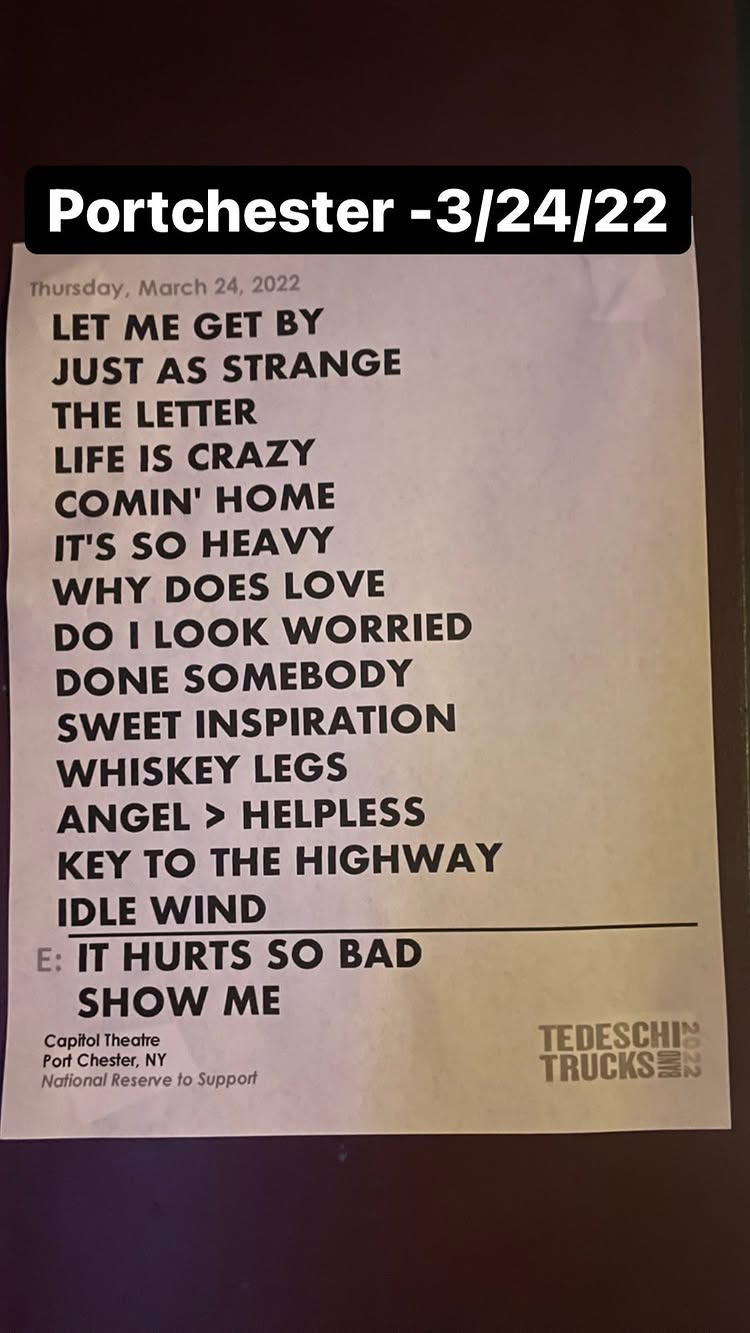 Portchester -3/24/22
Thursday, March 24, 2022
LET ME GET BY
JUST AS STRANGE
THE LETTER
LIFE IS CRAZY
COMIN' HOME
IT'S SO HEAVY
WHY DOES LOVE
DO I LOOK WORRIED
DONE SOMEBODY
SWEET INSPIRATION
WHISKEY LEGS
ANGEL > HELPLESS
KEY TO THE HIGHWAY
IDLE WIND
E: IT HURTS SO BAD
SHOW ME
Capitol Theatre
Port Chester, NY
National Reserve to Support
TEDESCHI
TRUCKS BAND 2022